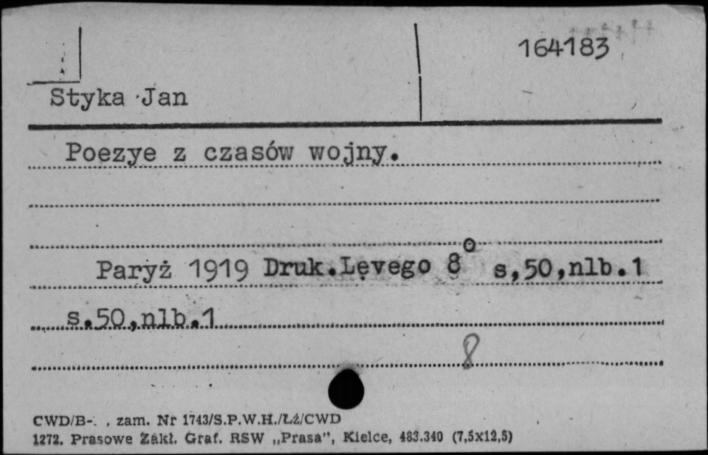 164183
Styka Jan
Poezye z czasów wojny.
Paryż 1919 Druk.Lęvego 8° s,50,nlb.1
s.50,nlb.1
8
CWD/B-. , zam. Nr 1743/S.P.W.H./Łź/CWD
1272. Prasowe Zakł. Graf. RSW „Prasa", Kielce, 483.340 (7,5x12,5)